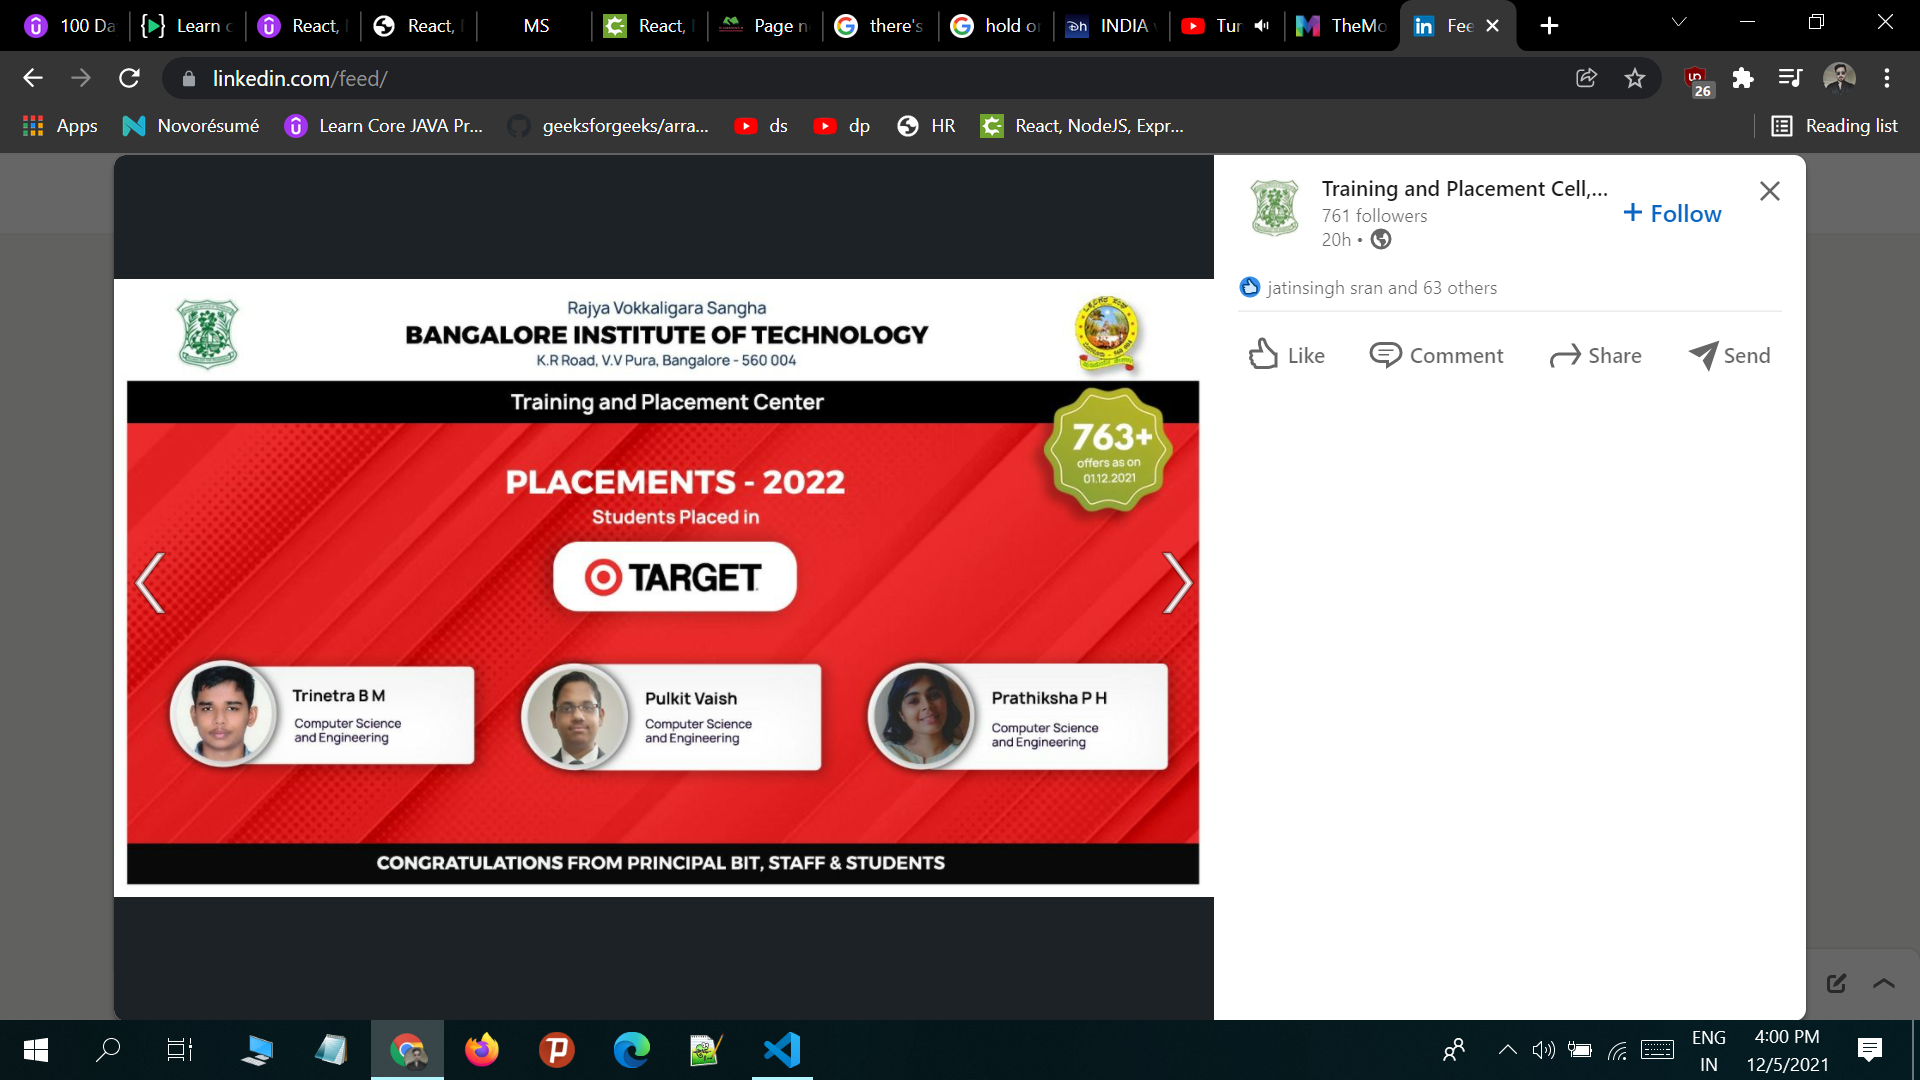 100 Da
Learn c
React, 
React, 
MS
React, 
Page n
there's
hold o
INDIA
Tur
TheMo
Fee
linkedin.com/feed/
26
Apps
Novorésumé
Learn Core JAVA Pr...
geeksforgeeks/arra...
ds
dp
HR
React, NodeJS, Expr...
Reading list
Rajya Vokkaligara Sangha
BANGALORE INSTITUTE OF TECHNOLOGY
K.R Road, V.V Pura, Bangalore - 560 004
Training and Placement Center
763+
offers as on
01.12.2021
PLACEMENTS - 2022
Students Placed in
TARGET
Trinetra B M
Computer Science
and Engineering
Pulkit Vaish
Computer Science
and Engineering
Prathiksha P H
Computer Science
and Engineering
CONGRATULATIONS FROM PRINCIPAL BIT, STAFF & STUDENTS
Training and Placement Cell,...
761 followers
20h •
+ Follow
jatinsingh sran and 63 others
Like
Comment
Share
Send
ENG
IN
4:00 PM
12/5/2021